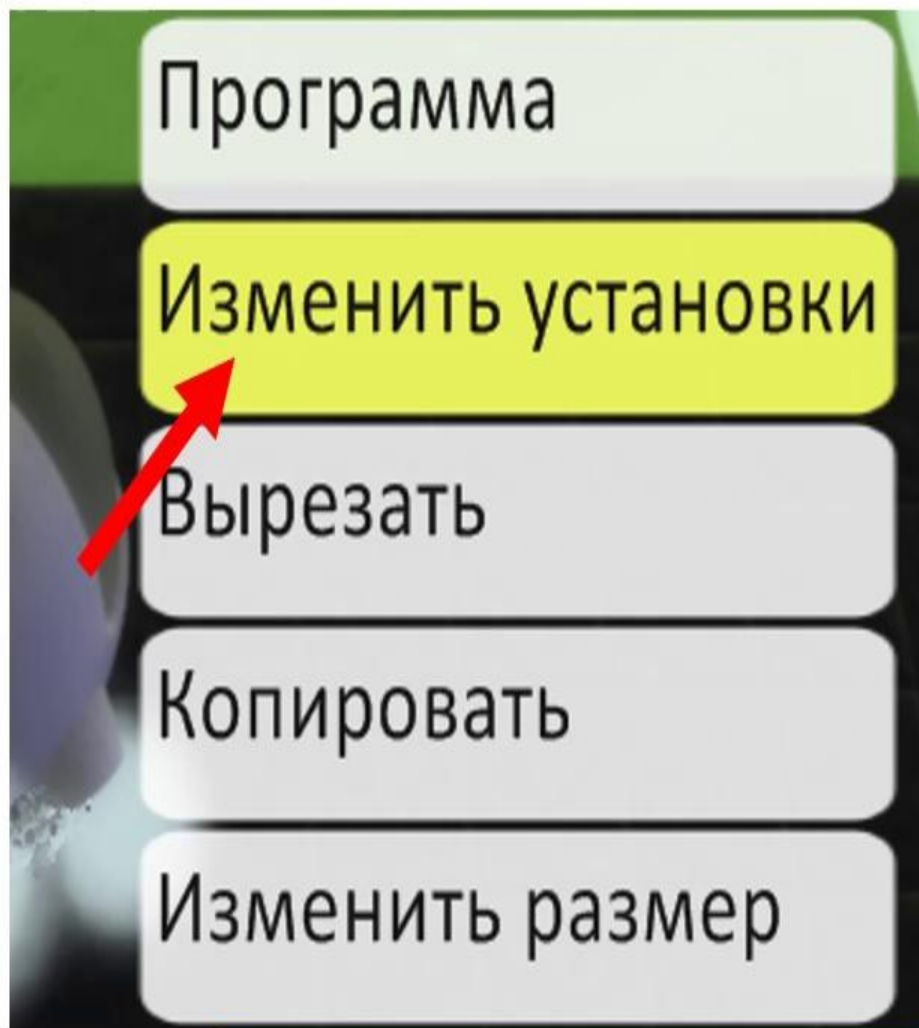 Программа
Изменить установки
Вырезать
Копировать
Изменить размер